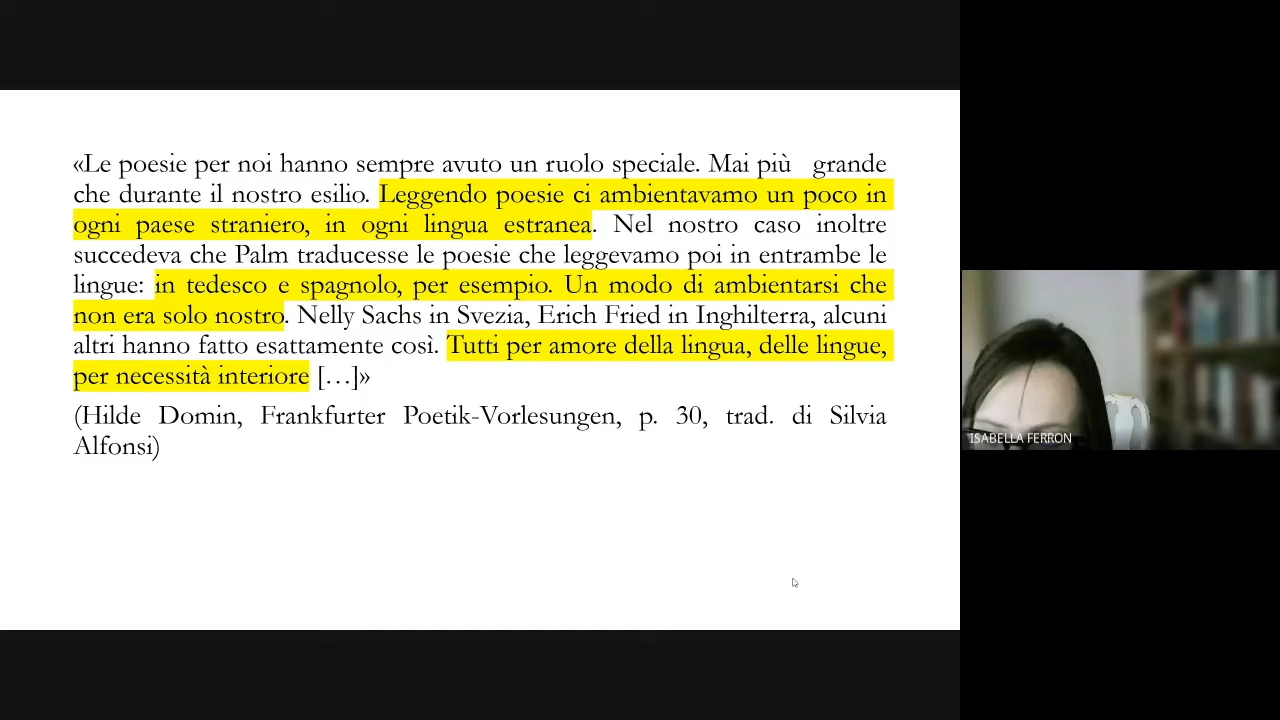 «Le poesie per noi hanno sempre avuto un ruolo speciale. Mai più grande
che durante il nostro esilio. Leggendo poesie ci ambientavamo un poco in
ogni paese straniero, in ogni lingua estranea. Nel nostro caso inoltre
succedeva che Palm traducesse le poesie che leggevamo poi in entrambe le
lingue: in tedesco e spagnolo, per esempio. Un modo di ambientarsi che
non era solo nostro. Nelly Sachs in Svezia, Erich Fried in Inghilterra, alcuni
altri hanno fatto esattamente così. Tutti per amore della lingua, delle lingue,
per necessità interiore […]»
(Hilde Domin, Frankfurter Poetik-Vorlesungen, p. 30, trad. di Silvia
Alfonsi)
ISABELLA FERRON